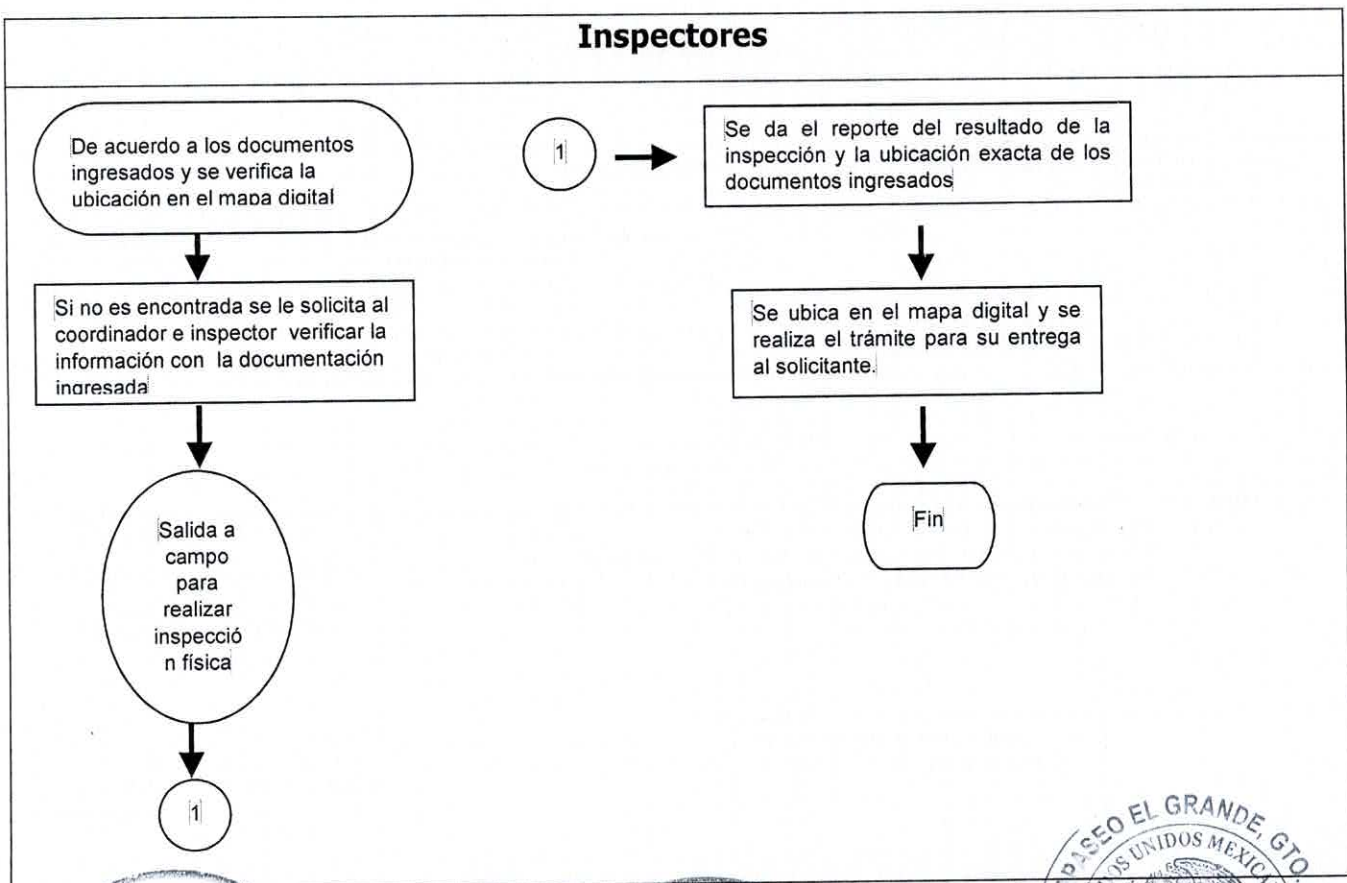 Inspectores
De acuerdo a los documentos
ingresados y se verifica la
ubicación en el mapa digital
Si no es encontrada se le solicita al
coordinador e inspector verificar la
información con la documentación
ingresada
Salida a
campo
para
realizar
inspecció
n física
1
1
Se da el reporte del resultado de la
inspección y la ubicación exacta de los
documentos ingresados
Se ubica en el mapa digital y se
realiza el trámite para su entrega
al solicitante.
Fin
PASEO EL GRANDE, GTO.
UNIDOS MEXICA